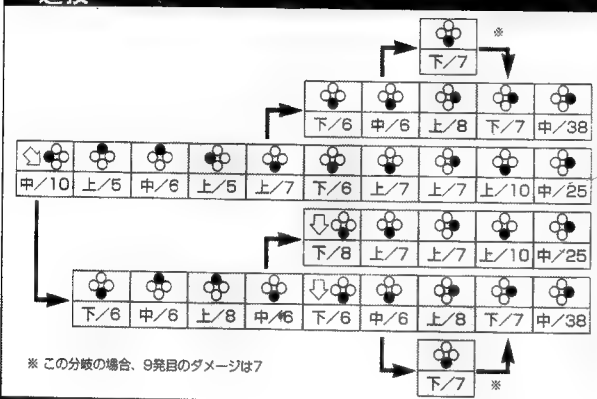 連技
※
下/7
下/6 中/6 上/8 下/7 中/38
中/10 上/5 中/6 上/5 上/7 下/6 上/7 上/7 上/10 中/25
下/8 上/7 上/7 上/10 中/25
下/6 中/6 上/8 中/6 下/6 中/6 上/8 下/7 中/38
※ この分岐の場合、9発目のダメージは7
下/7 ※